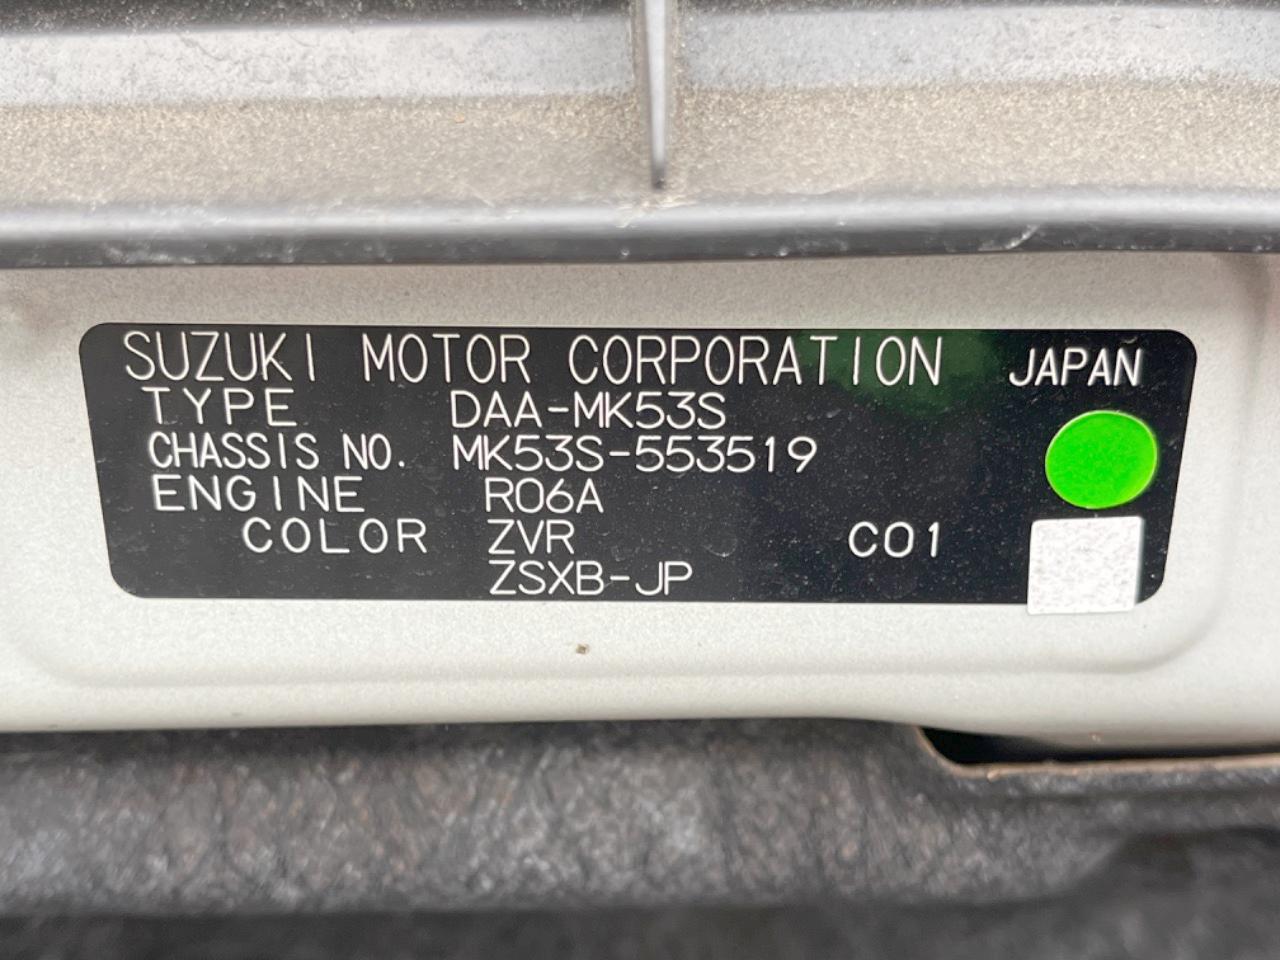 SUZUKI MOTOR CORPORATION JAPAN
TYPE DAA-MK53S
CHASSIS NO. MK53S-553519
ENGINE R06A
COLOR ZVR C01
ZSXB-JP